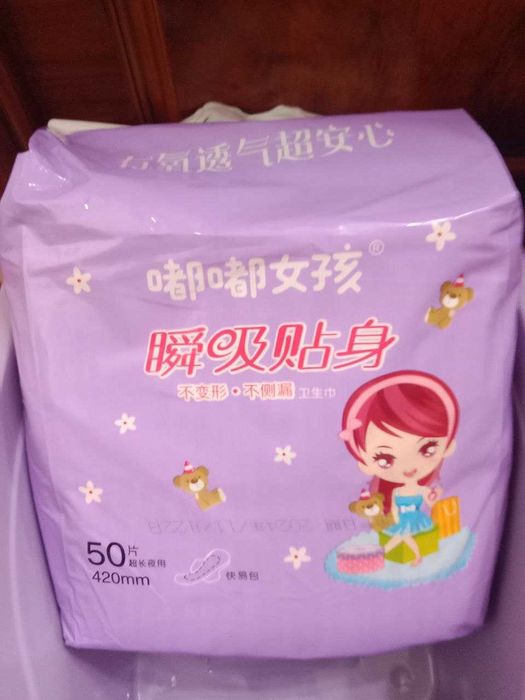 有氧透气超安心
嘟嘟女孩®
瞬吸贴身
不变形·不侧漏 卫生巾
50片
超长夜用
420mm
快易包